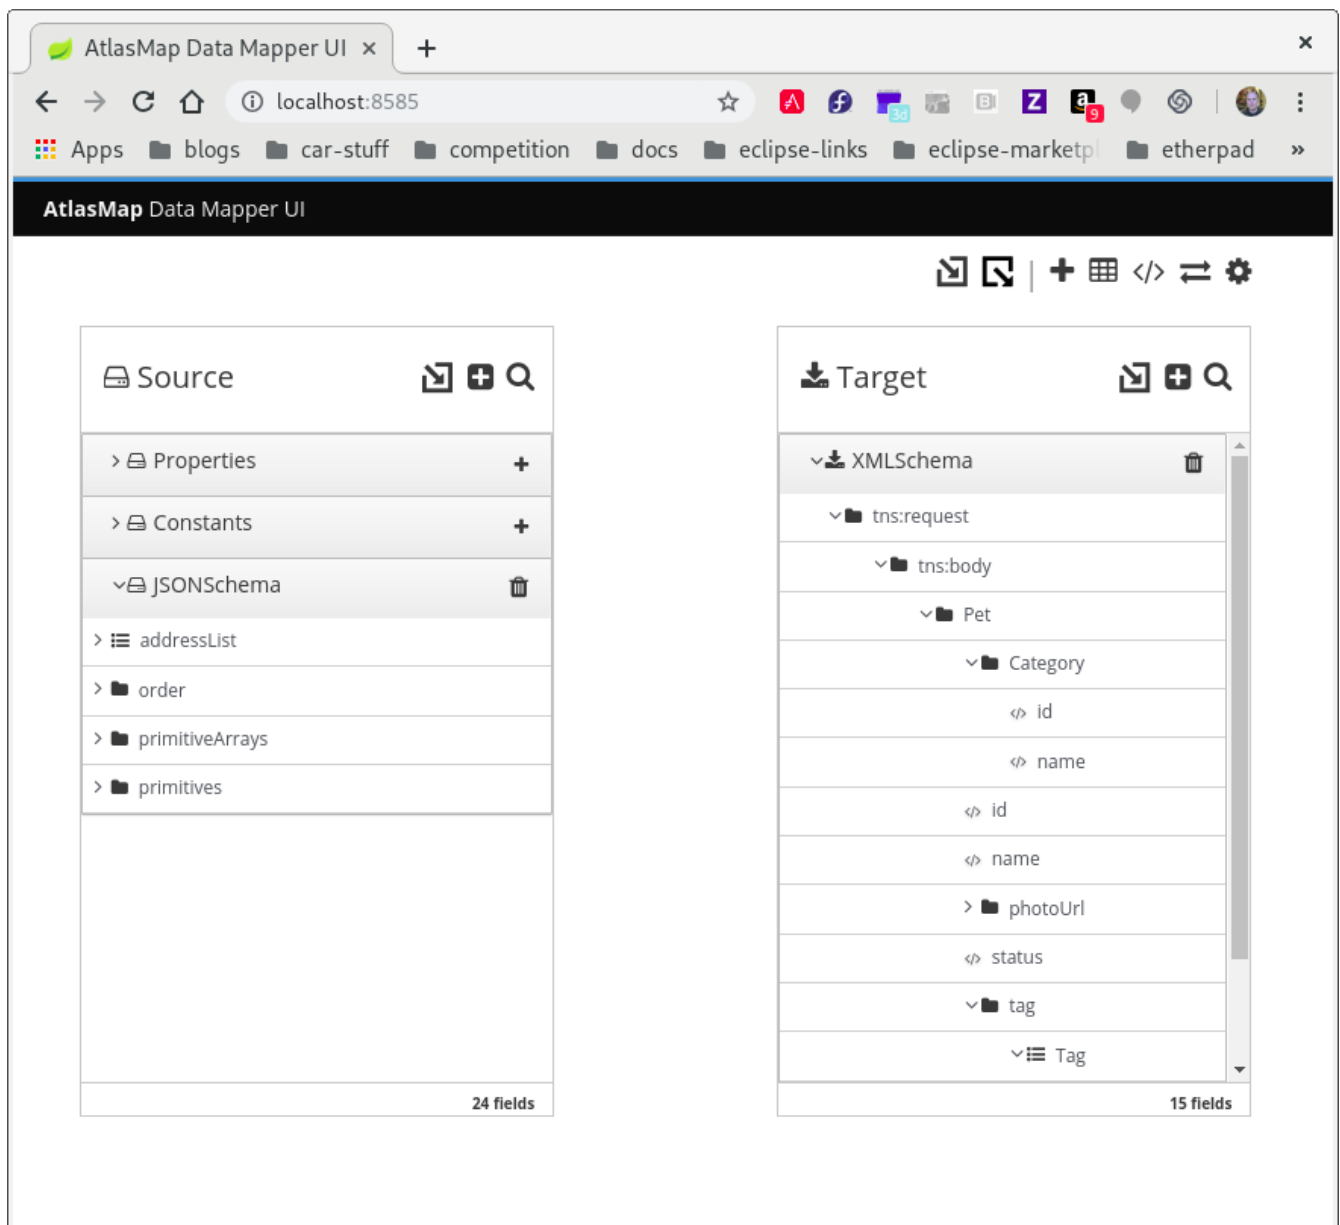 AtlasMap Data Mapper UI
localhost:8585
3d
B
Z
a
9
Apps blogs car-stuff competition docs eclipse-links eclipse-marketpl etherpad »
AtlasMap Data Mapper UI
Source
Target
Properties
Constants
JSONSchema
addressList
order
primitiveArrays
primitives
24 fields
XMLSchema
tns:request
tns:body
Pet
Category
id
name
id
name
photoUrl
status
tag
Tag
15 fields